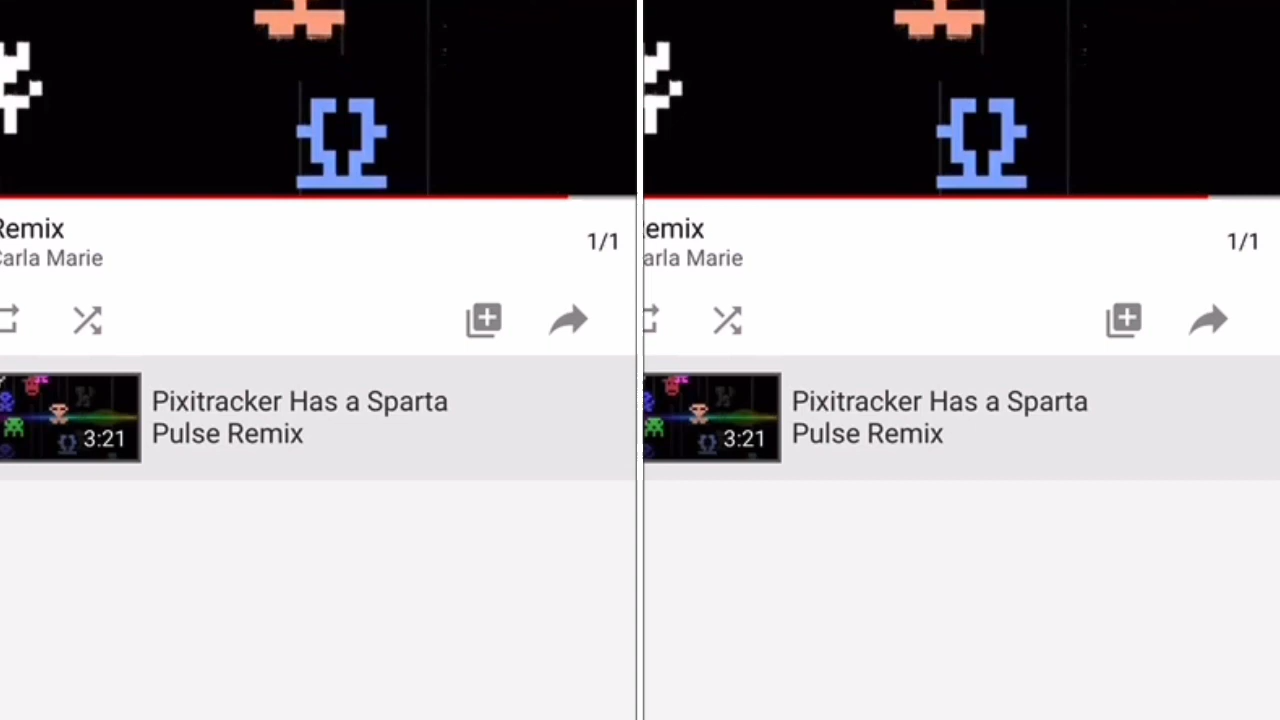 Remix
1/1
Carla Marie
3:21
Pixitracker Has a Sparta
Pulse Remix
emix
1/1
arla Marie
3:21
Pixitracker Has a Sparta
Pulse Remix